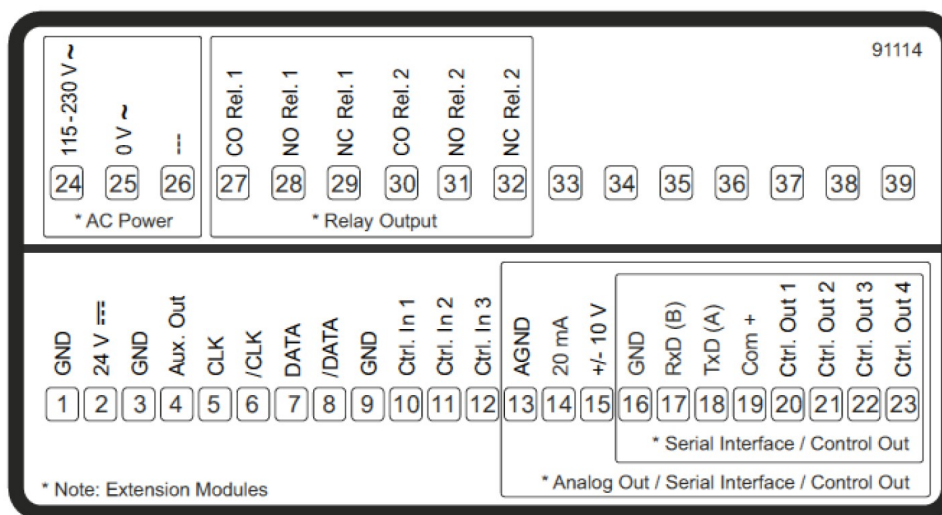 91114
115-230 V ~
0 V ~
---
CO Rel. 1
NO Rel. 1
NC Rel. 1
CO Rel. 2
NO Rel. 2
NC Rel. 2
24 25 26 27 28 29 30 31 32 33 34 35 36 37 38 39
* AC Power
* Relay Output
GND
24 V ⎓
GND
Aux. Out
CLK
/CLK
DATA
/DATA
GND
Ctrl. In 1
Ctrl. In 2
Ctrl. In 3
AGND
20 mA
+/- 10 V
GND
RxD (B)
TxD (A)
Com +
Ctrl. Out 1
Ctrl. Out 2
Ctrl. Out 3
Ctrl. Out 4
1 2 3 4 5 6 7 8 9 10 11 12 13 14 15 16 17 18 19 20 21 22 23
* Serial Interface / Control Out
* Note: Extension Modules
* Analog Out / Serial Interface / Control Out